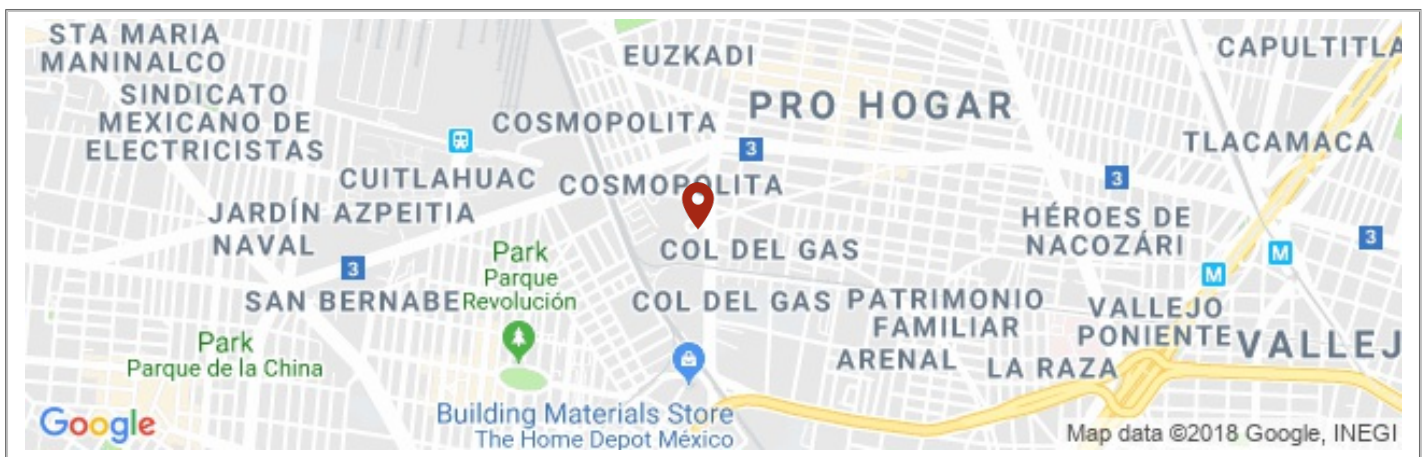 STA MARIA
MANINALCO
EUZKADI
CAPULTITLA
SINDICATO
MEXICANO DE
ELECTRICISTAS
COSMOPOLITA
PRO HOGAR
3
TLACAMACA
CUITLAHUAC
COSMOPOLITA
3
JARDÍN AZPEITIA
HÉROES DE
NACOZÁRI
NAVAL
Park
Parque
Revolución
COL DEL GAS
3
3
M
M
SAN BERNABE
COL DEL GAS
PATRIMONIO
FAMILIAR
VALLEJO
PONIENTE
VALLEJ
Park
Parque de la China
ARENAL
LA RAZA
Building Materials Store
The Home Depot México
Google
Map data ©2018 Google, INEGI